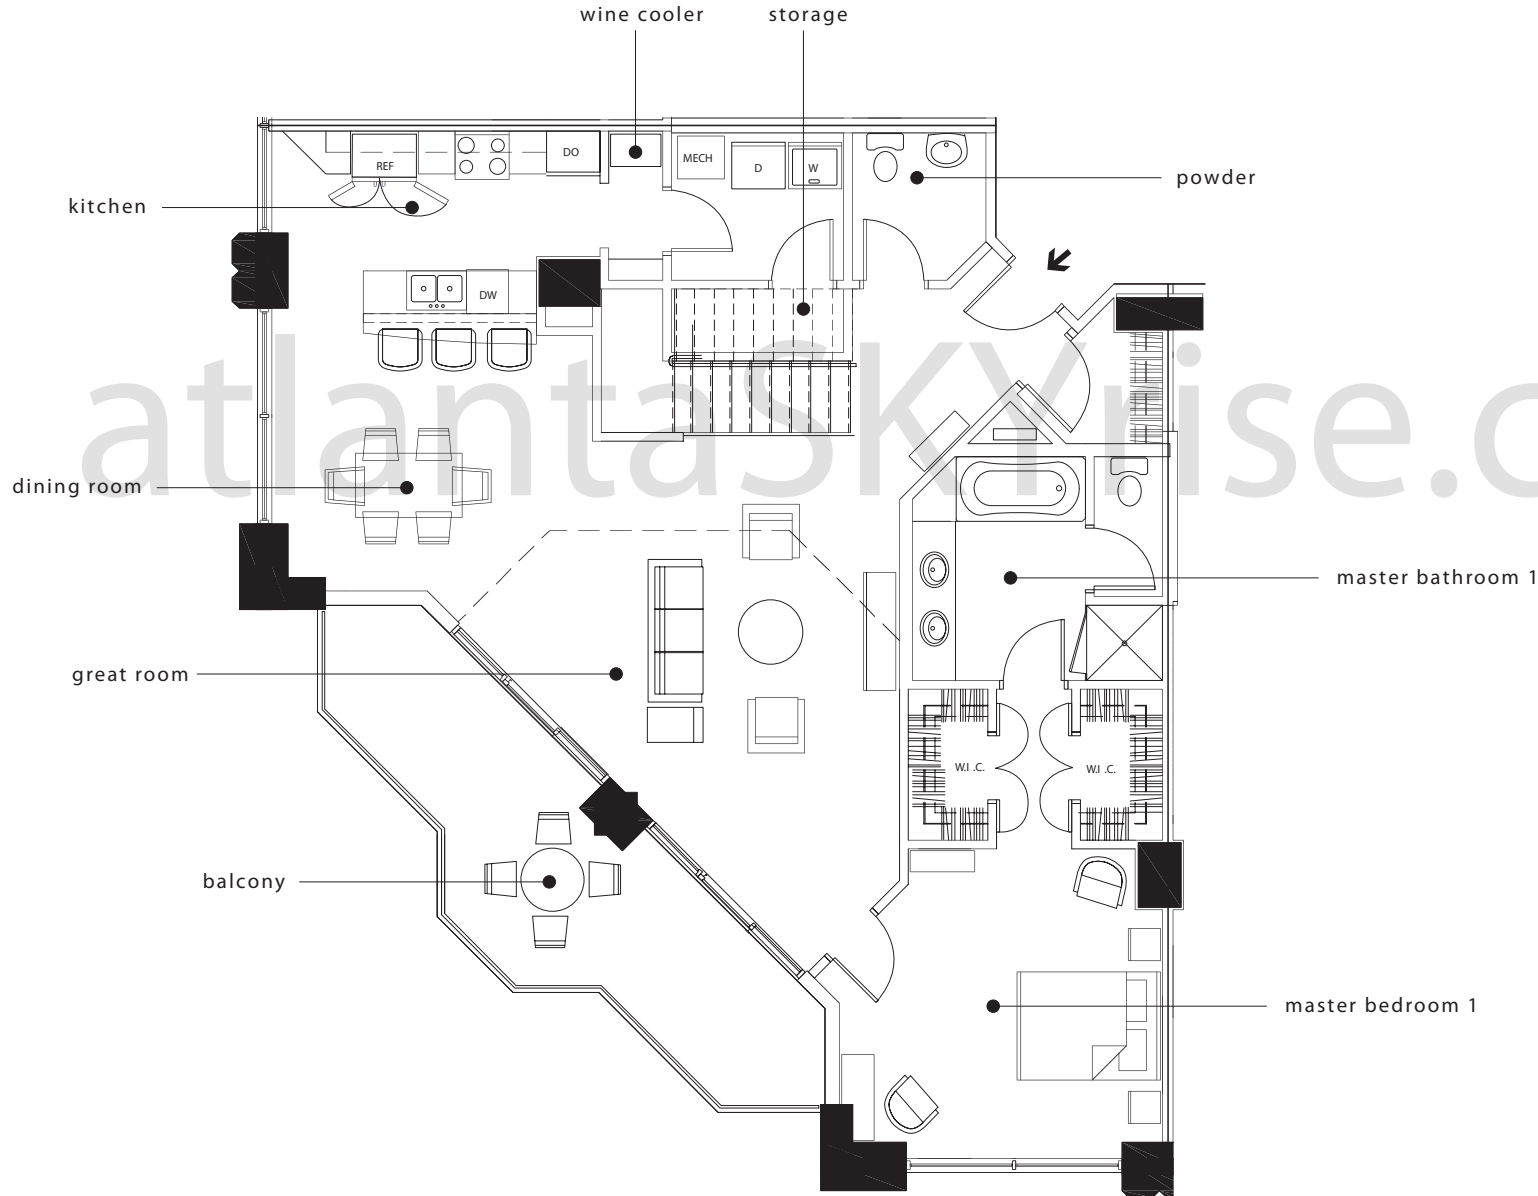 wine cooler
storage
REF
DO
MECH
D
W
powder
kitchen
DW
atlantaSKYrise.c
dining room
master bathroom 1
great room
W.I .C.
W.I .C.
balcony
master bedroom 1